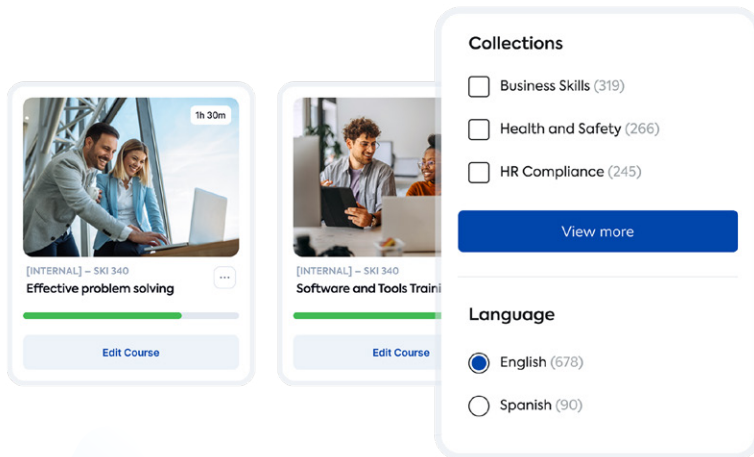 1h 30m
[INTERNAL] – SKI 340
Effective problem solving
Edit Course
[INTERNAL] – SKI 340
Software and Tools
Edit Course
Collections
Business Skills (319)
Health and Safety (266)
HR Compliance (245)
View more
Language
English (678)
Spanish (90)